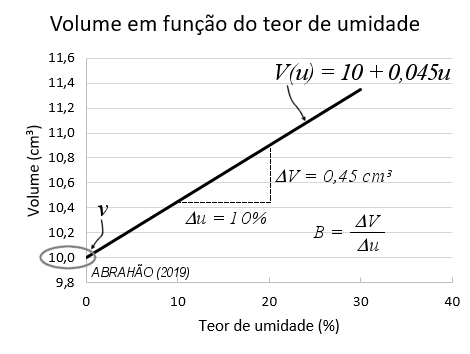 Volume em função do teor de umidade
11,6
11,4
11,2
11,0
10,8
10,6
10,4
10,2
10,0
9,8
Volume (cm³)
V(u) = 10 + 0,045u
ΔV = 0,45 cm³
Δu = 10%
v
B = ΔV
Δu
ABRAHÃO (2019)
0 10 20 30 40
Teor de umidade (%)